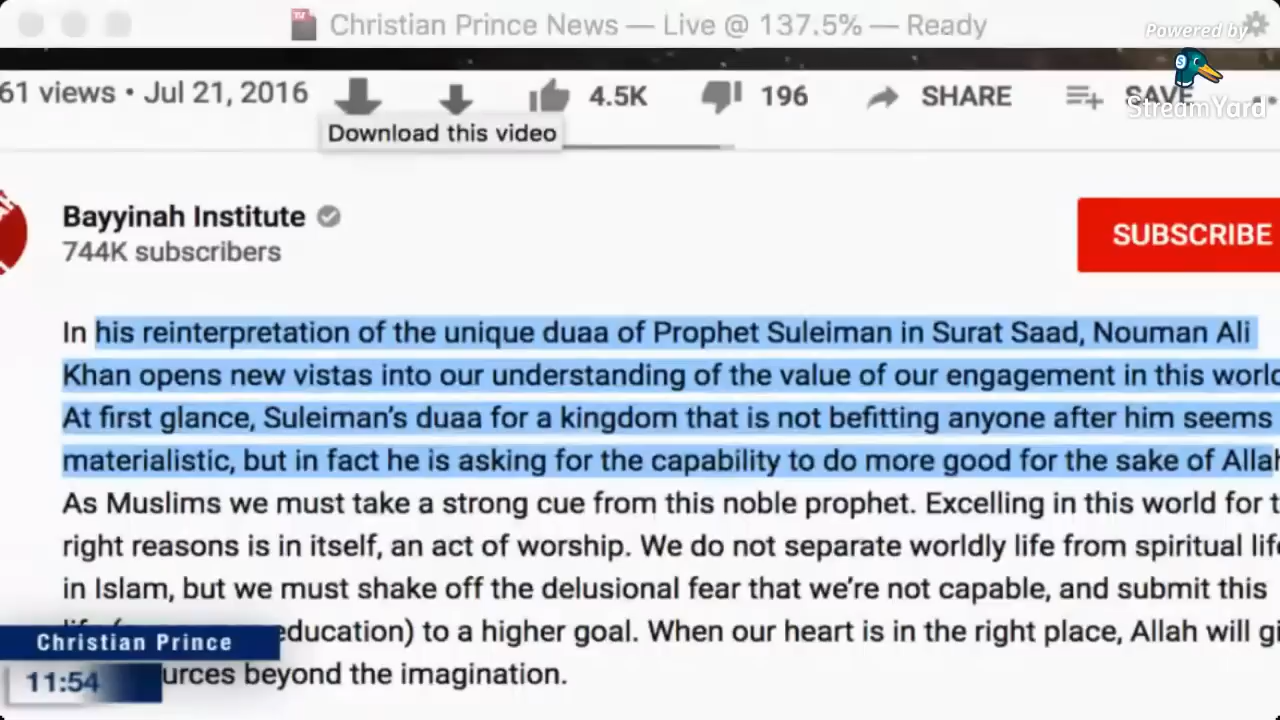 Christian Prince News — Live @ 137.5% — Ready
Powered by
StreamYard
61 views • Jul 21, 2016
4.5K
196
SHARE
SAVE
Download this video
Bayyinah Institute
744K subscribers
SUBSCRIBE
In his reinterpretation of the unique duaa of Prophet Suleiman in Surat Saad, Nouman Ali
Khan opens new vistas into our understanding of the value of our engagement in this world
At first glance, Suleiman's duaa for a kingdom that is not befitting anyone after him seems
materialistic, but in fact he is asking for the capability to do more good for the sake of Allah
As Muslims we must take a strong cue from this noble prophet. Excelling in this world for t
right reasons is in itself, an act of worship. We do not separate worldly life from spiritual life
in Islam, but we must shake off the delusional fear that we're not capable, and submit this
education) to a higher goal. When our heart is in the right place, Allah will gi
urces beyond the imagination.
Christian Prince
11:54